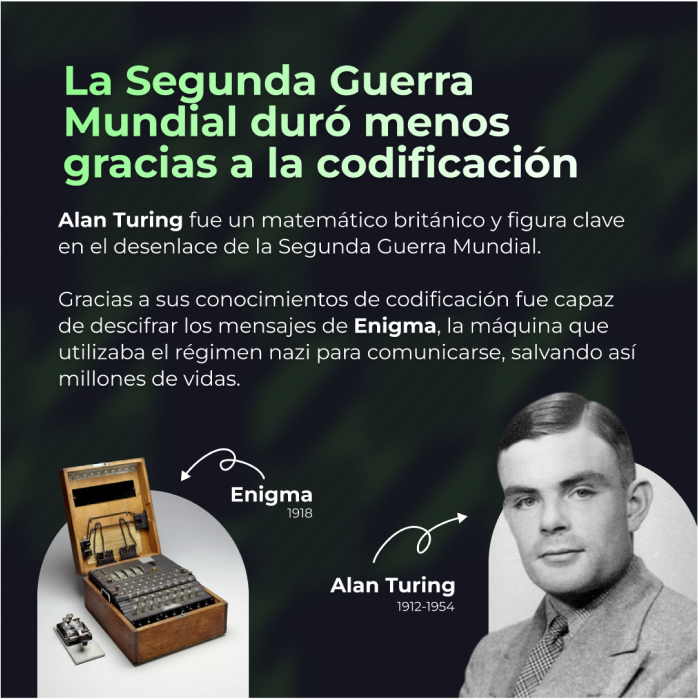 La Segunda Guerra
Mundial duró menos
gracias a la codificación
Alan Turing fue un matemático británico y figura clave
en el desenlace de la Segunda Guerra Mundial.
Gracias a sus conocimientos de codificación fue capaz
de descifrar los mensajes de Enigma, la máquina que
utilizaba el régimen nazi para comunicarse, salvando así
millones de vidas.
Enigma
1918
Alan Turing
1912-1954